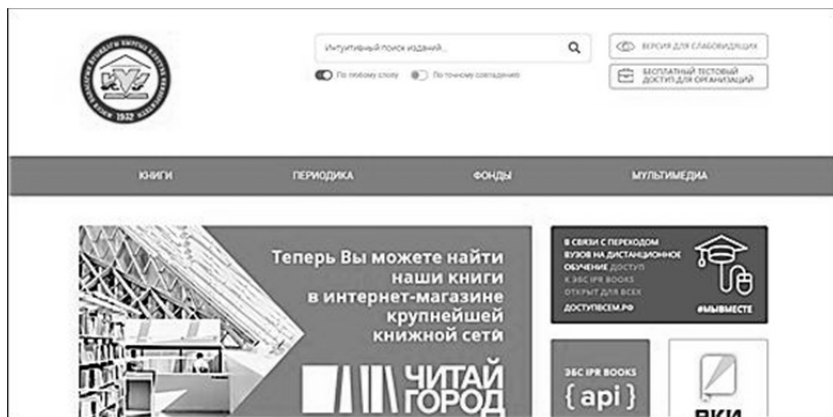 1932
Интуитивный поиск изданий...
По любому слову
По точному совпадению
ВЕРСИЯ ДЛЯ СЛАБОВИДЯЩИХ
БЕСПЛАТНЫЙ ТЕСТОВЫЙ
ДОСТУП ДЛЯ ОРГАНИЗАЦИЙ
КНИГИ
ПЕРИОДИКА
ФОНДЫ
МУЛЬТИМЕДИА
Теперь Вы можете найти
наши книги
в интернет-магазине
крупнейшей
книжной сети
ЧИТАЙ
ГОРОД
В СВЯЗИ С ПЕРЕХОДОМ
ВУЗОВ НА ДИСТАНЦИОННОЕ
ОБУЧЕНИЕ ДОСТУП
К ЭБС IPR BOOKS
ОТКРЫТ ДЛЯ ВСЕХ
ДОСТУПВСЕМ.РФ
#МЫВМЕСТЕ
ЭБС IPR BOOKS
{ api }
ВКИ